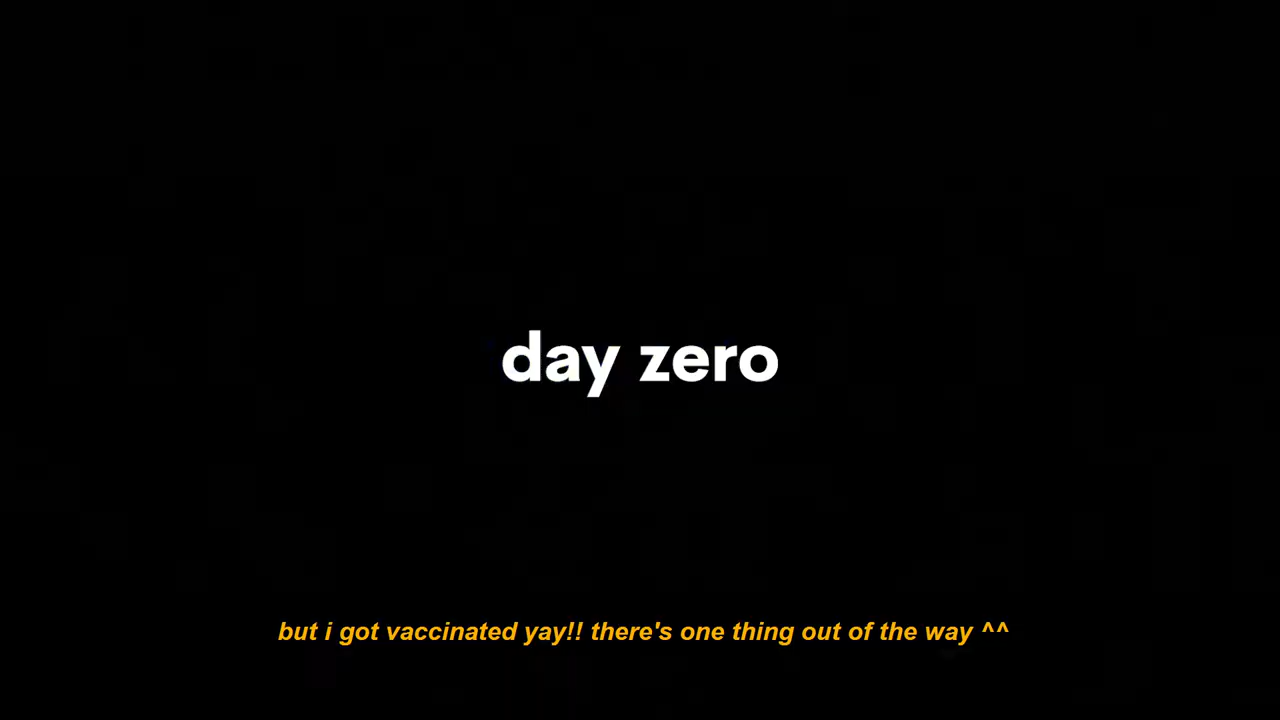 day zero
but i got vaccinated yay!! there's one thing out of the way ^^